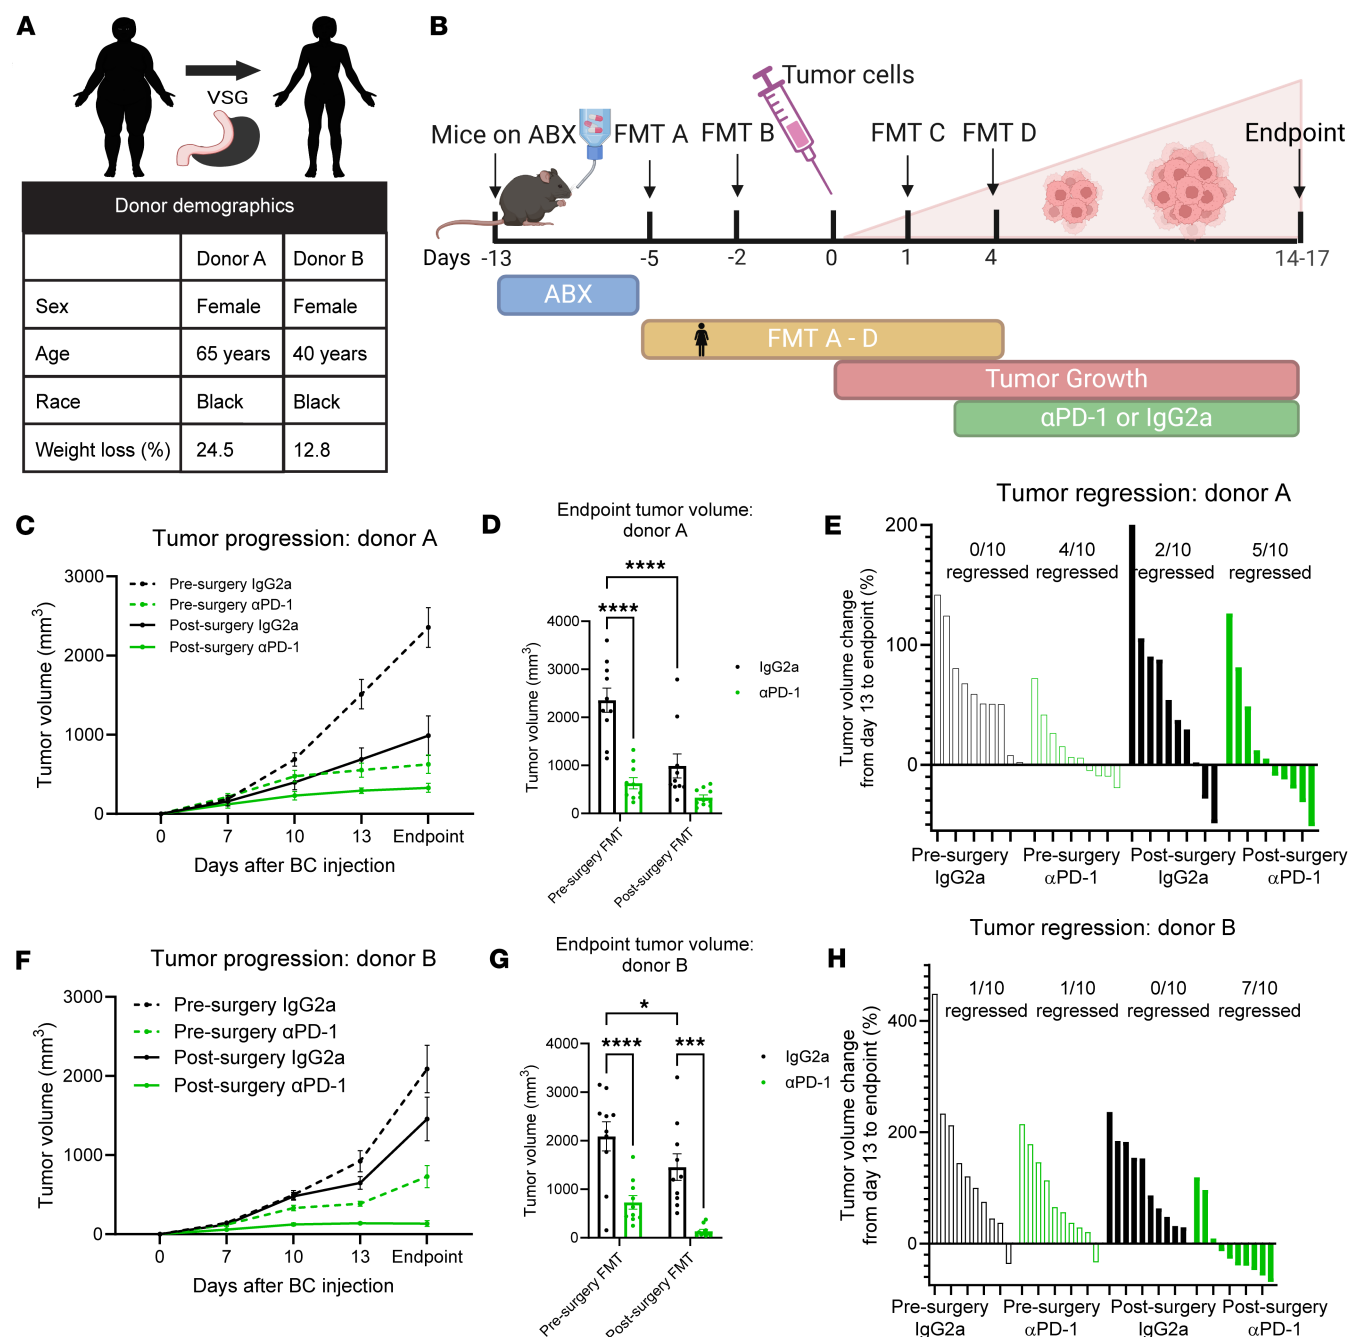 A
VSG
Donor demographics
Donor A Donor B
Sex Female Female
Age 65 years 40 years
Race Black Black
Weight loss (%) 24.5 12.8
B
Tumor cells
Mice on ABX FMT A FMT B FMT C FMT D Endpoint
Days -13 -5 -2 0 1 4 14-17
ABX
FMT A - D
Tumor Growth
αPD-1 or IgG2a
C
Tumor progression: donor A
Tumor volume (mm³)
3000
2000
1000
0
Pre-surgery IgG2a
Pre-surgery αPD-1
Post-surgery IgG2a
Post-surgery αPD-1
0 7 10 13 Endpoint
Days after BC injection
D
Endpoint tumor volume:
donor A
****
****
Tumor volume (mm³)
4000
3000
2000
1000
0
IgG2a
αPD-1
Pre-surgery FMT
Post-surgery FMT
E
Tumor regression: donor A
Tumor volume change
from day 13 to endpoint (%)
200
100
0
0/10 4/10 2/10 5/10
regressed regressed regressed regressed
Pre-surgery Pre-surgery Post-surgery Post-surgery
IgG2a αPD-1 IgG2a αPD-1
F
Tumor progression: donor B
Tumor volume (mm³)
3000
2000
1000
0
Pre-surgery IgG2a
Pre-surgery αPD-1
Post-surgery IgG2a
Post-surgery αPD-1
0 7 10 13 Endpoint
Days after BC injection
G
Endpoint tumor volume:
donor B
*
**** ***
Tumor volume (mm³)
4000
3000
2000
1000
0
IgG2a
αPD-1
Pre-surgery FMT
Post-surgery FMT
H
Tumor regression: donor B
Tumor volume change
from day 13 to endpoint (%)
400
200
0
1/10 1/10 0/10 7/10
regressed regressed regressed regressed
Pre-surgery Pre-surgery Post-surgery Post-surgery
IgG2a αPD-1 IgG2a αPD-1